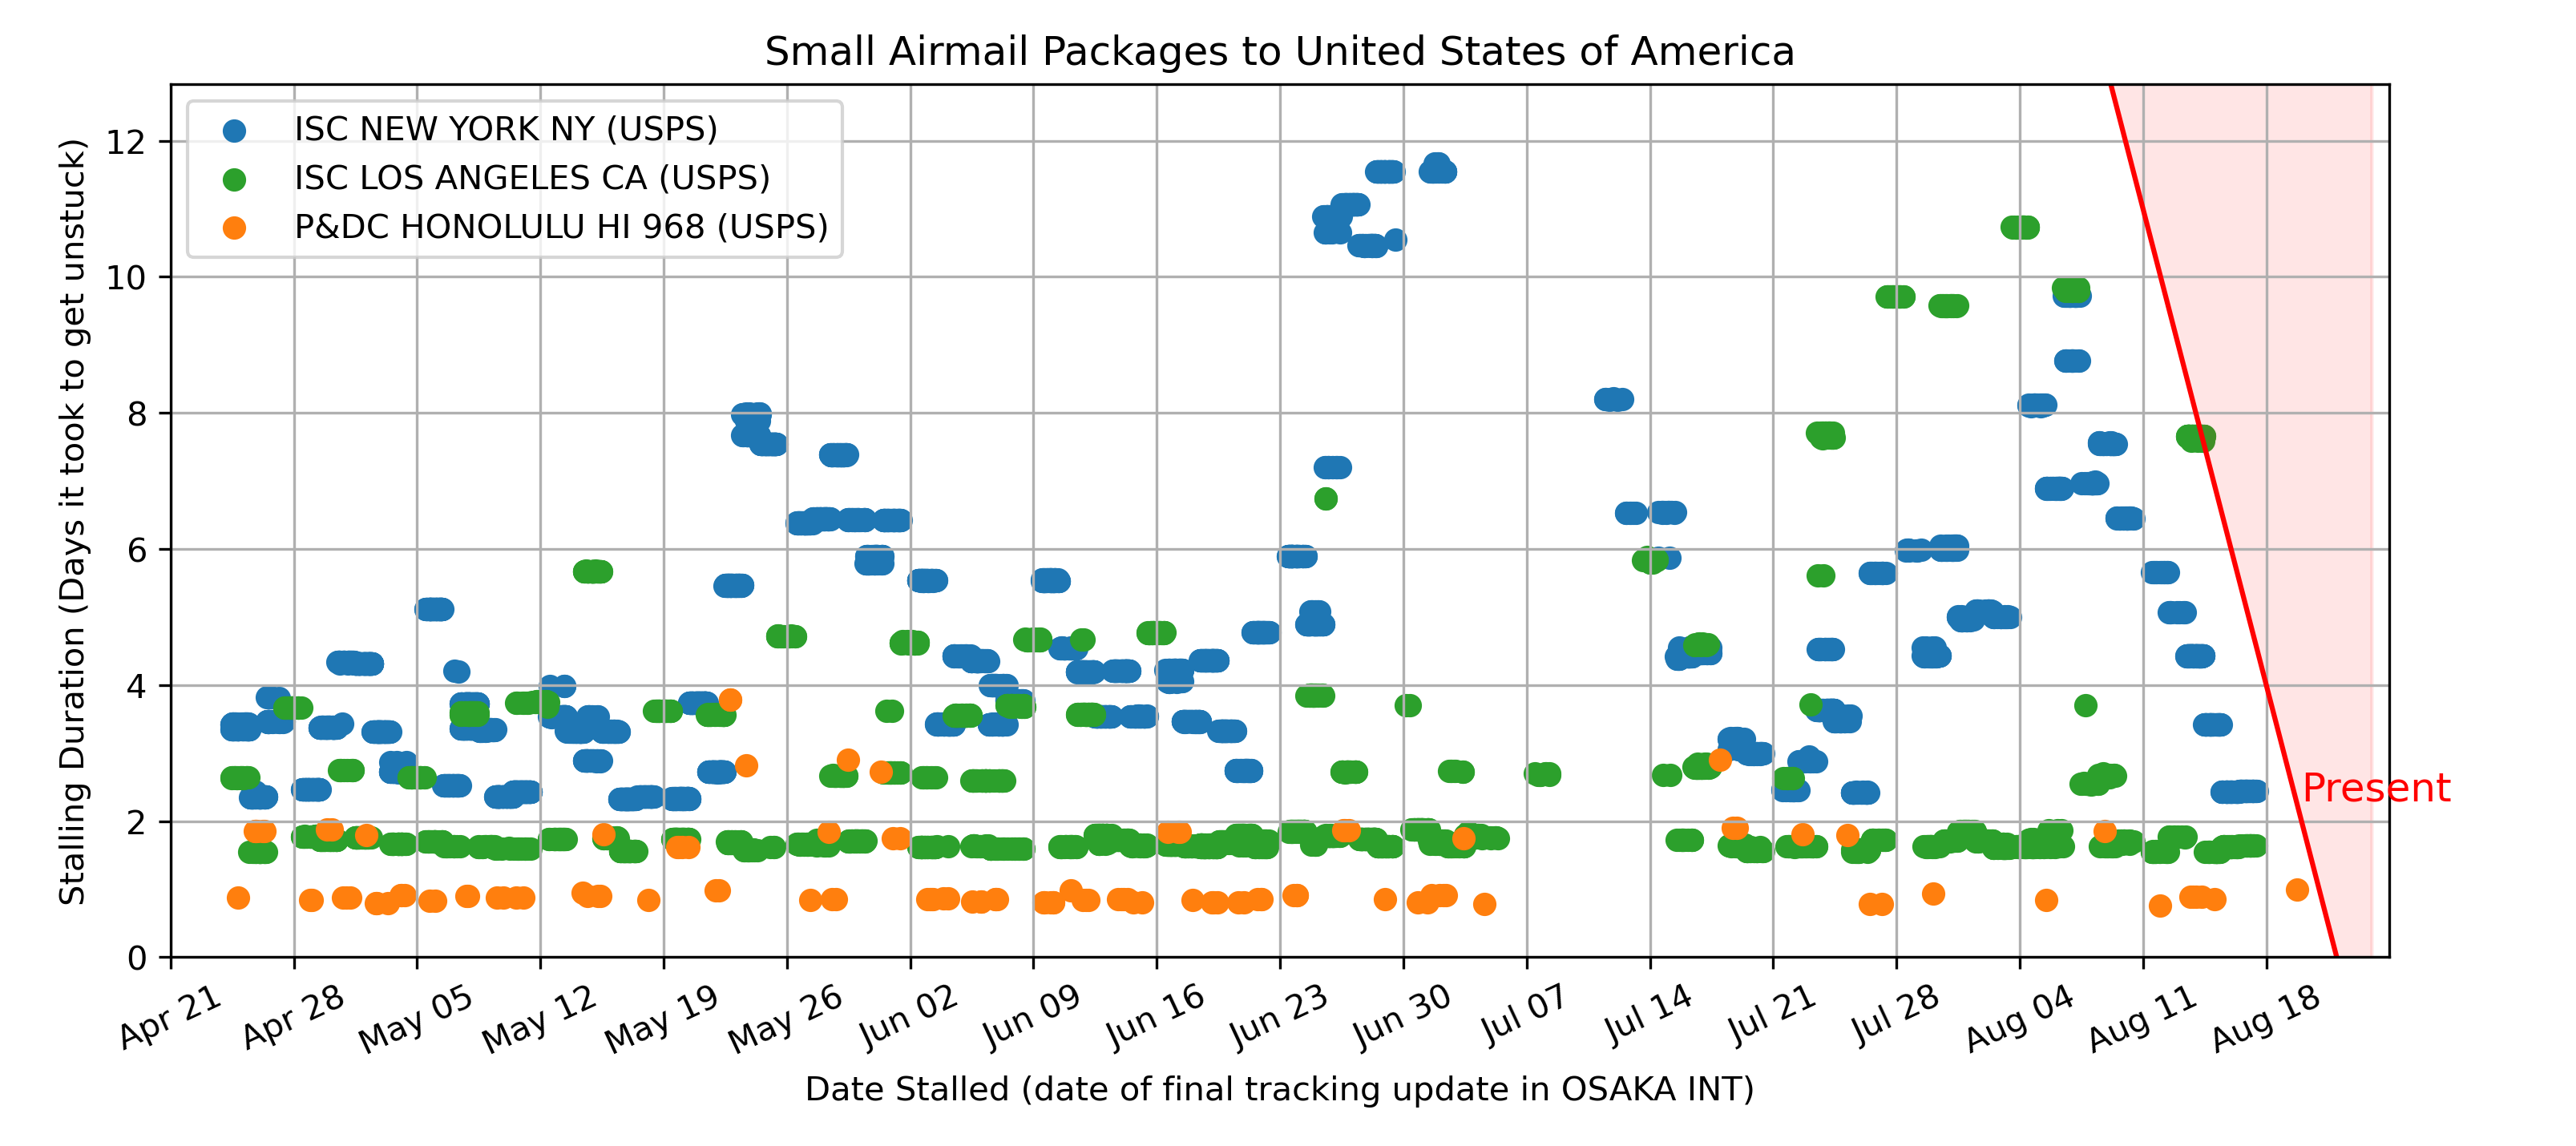 Small Airmail Packages to United States of America
ISC NEW YORK NY (USPS)
ISC LOS ANGELES CA (USPS)
P&DC HONOLULU HI 968 (USPS)
Stalling Duration (Days it took to get unstuck)
12
10
8
6
4
2
0
Present
Apr 21
Apr 28
May 05
May 12
May 19
May 26
Jun 02
Jun 09
Jun 16
Jun 23
Jun 30
Jul 07
Jul 14
Jul 21
Jul 28
Aug 04
Aug 11
Aug 18
Date Stalled (date of final tracking update in OSAKA INT)